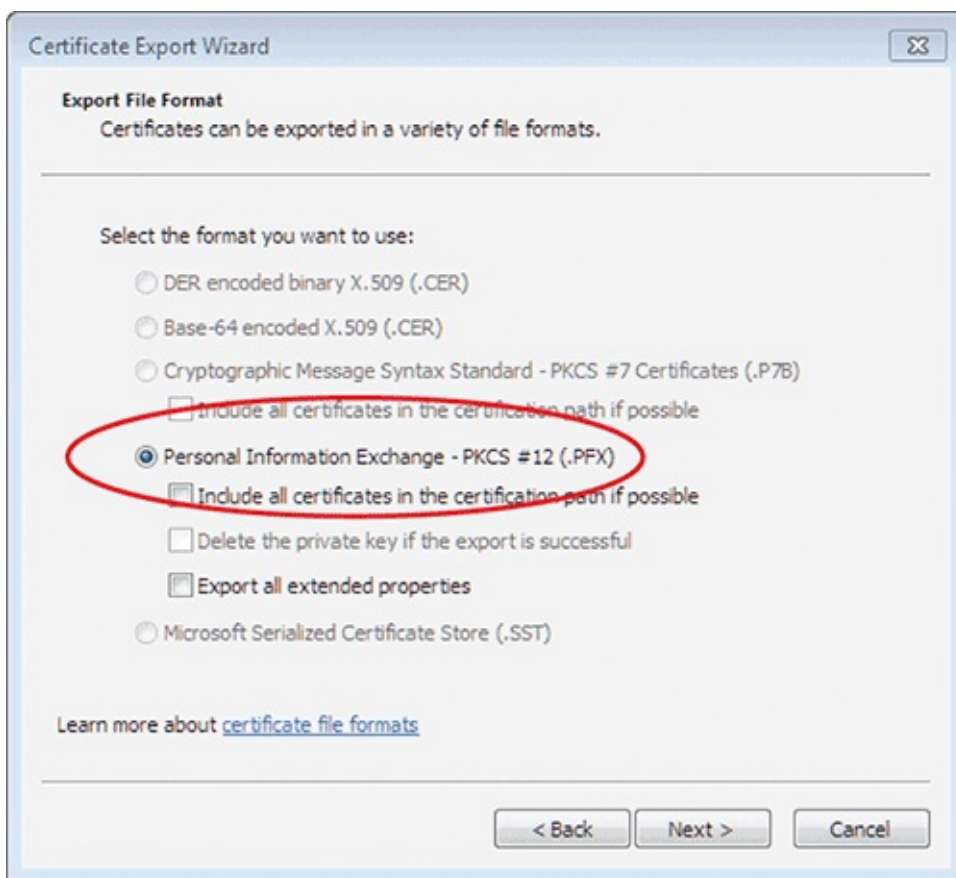 Certificate Export Wizard
Export File Format
Certificates can be exported in a variety of file formats.
Select the format you want to use:
DER encoded binary X.509 (.CER)
Base-64 encoded X.509 (.CER)
Cryptographic Message Syntax Standard - PKCS #7 Certificates (.P7B)
Include all certificates in the certification path if possible
Personal Information Exchange - PKCS #12 (.PFX)
Include all certificates in the certification path if possible
Delete the private key if the export is successful
Export all extended properties
Microsoft Serialized Certificate Store (.SST)
Learn more about certificate file formats
< Back Next > Cancel